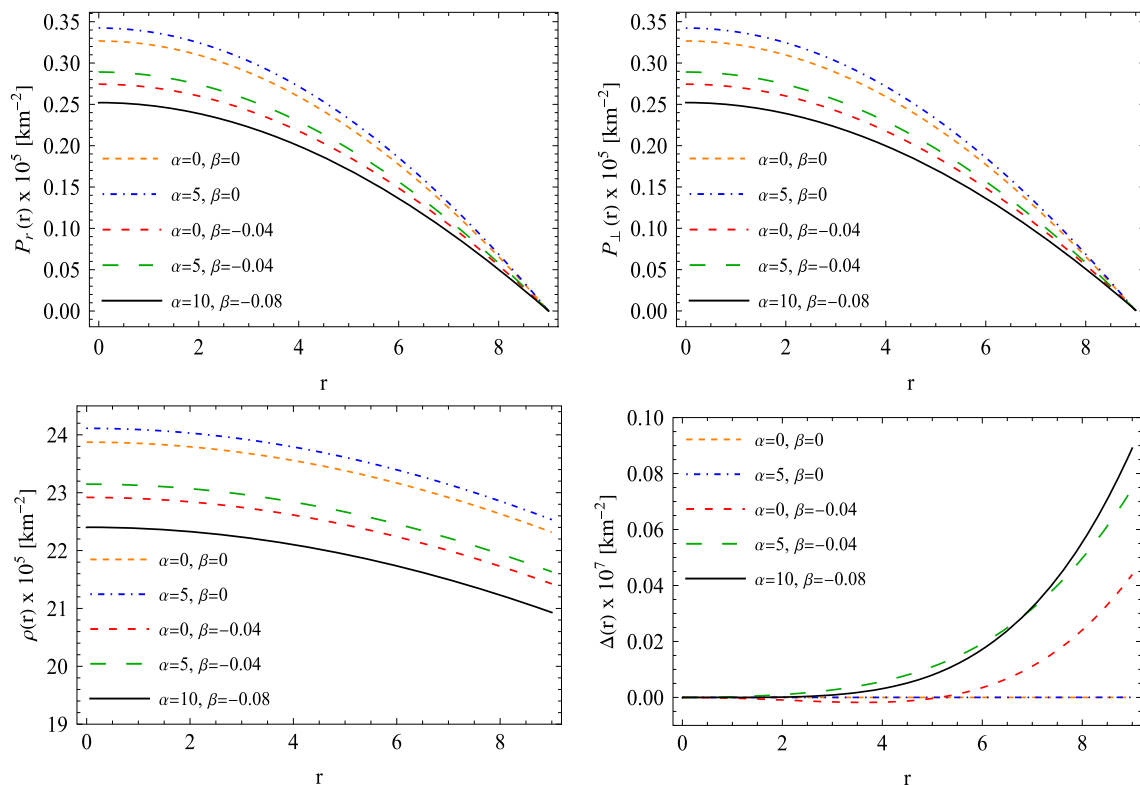 P_r(r) x 10^5 [km^−2]
0.35
0.30
0.25
0.20
0.15
0.10
0.05
0.00
α=0, β=0
α=5, β=0
α=0, β=−0.04
α=5, β=−0.04
α=10, β=−0.08
0 2 4 6 8
r
P_⊥(r) x 10^5 [km^−2]
0.35
0.30
0.25
0.20
0.15
0.10
0.05
0.00
α=0, β=0
α=5, β=0
α=0, β=−0.04
α=5, β=−0.04
α=10, β=−0.08
0 2 4 6 8
r
ρ(r) x 10^5 [km^−2]
24
23
22
21
20
19
α=0, β=0
α=5, β=0
α=0, β=−0.04
α=5, β=−0.04
α=10, β=−0.08
0 2 4 6 8
r
Δ(r) x 10^7 [km^−2]
0.10
0.08
0.06
0.04
0.02
0.00
α=0, β=0
α=5, β=0
α=0, β=−0.04
α=5, β=−0.04
α=10, β=−0.08
0 2 4 6 8
r